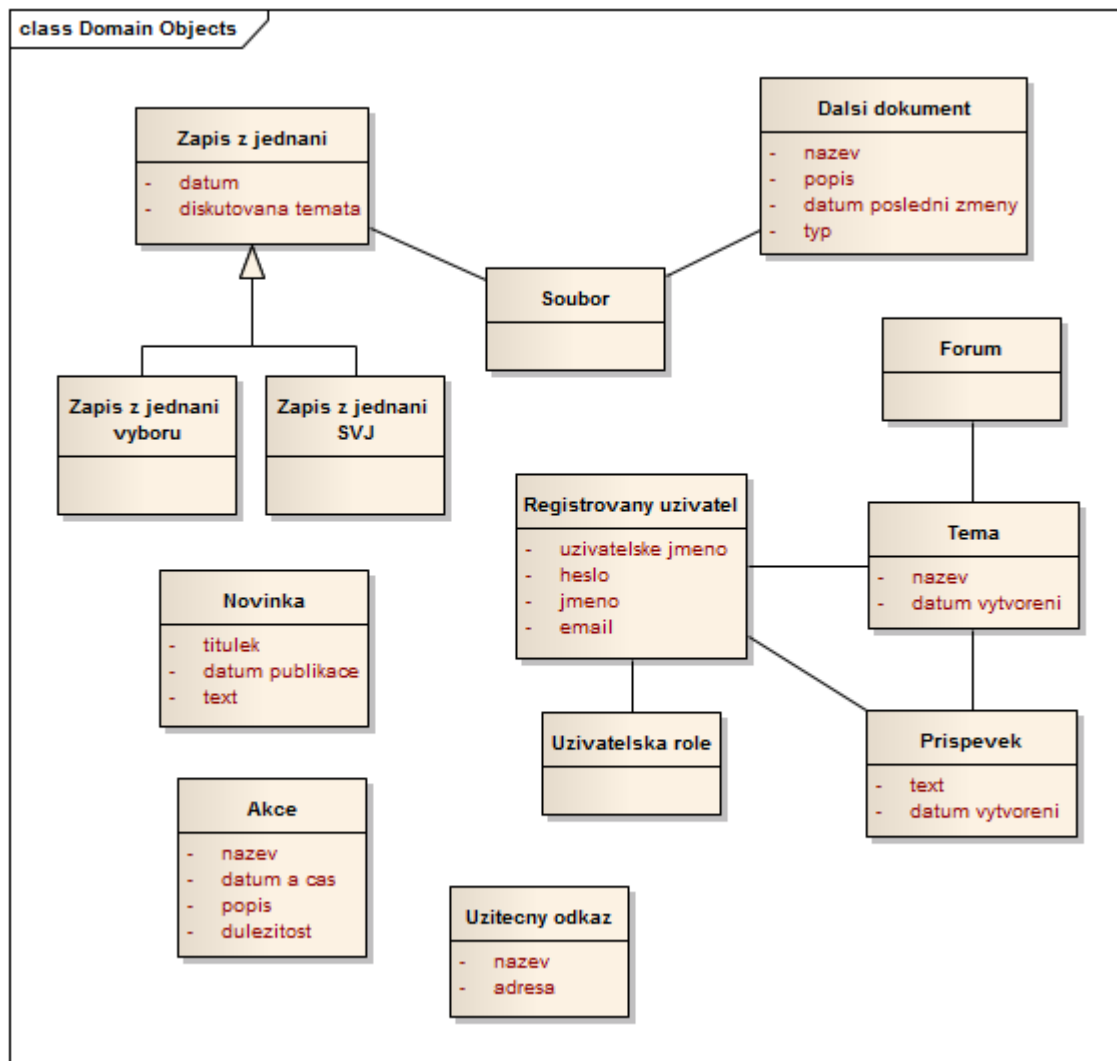 class Domain Objects
Zapis z jednani
- datum
- diskutovana temata
Dalsi dokument
- nazev
- popis
- datum posledni zmeny
- typ
Soubor
Zapis z jednani
vyboru
Zapis z jednani
SVJ
Forum
Registrovany uzivatel
- uzivatelske jmeno
- heslo
- jmeno
- email
Tema
- nazev
- datum vytvoreni
Novinka
- titulek
- datum publikace
- text
Uzivatelska role
Prispevek
- text
- datum vytvoreni
Akce
- nazev
- datum a cas
- popis
- dulezitost
Uzitecny odkaz
- nazev
- adresa